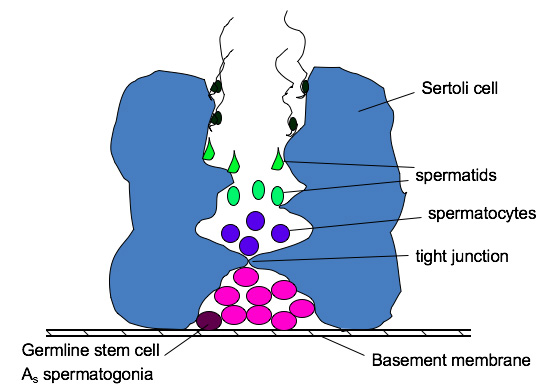 Sertoli cell
spermatids
spermatocytes
tight junction
Germline stem cell
As spermatogonia
Basement membrane